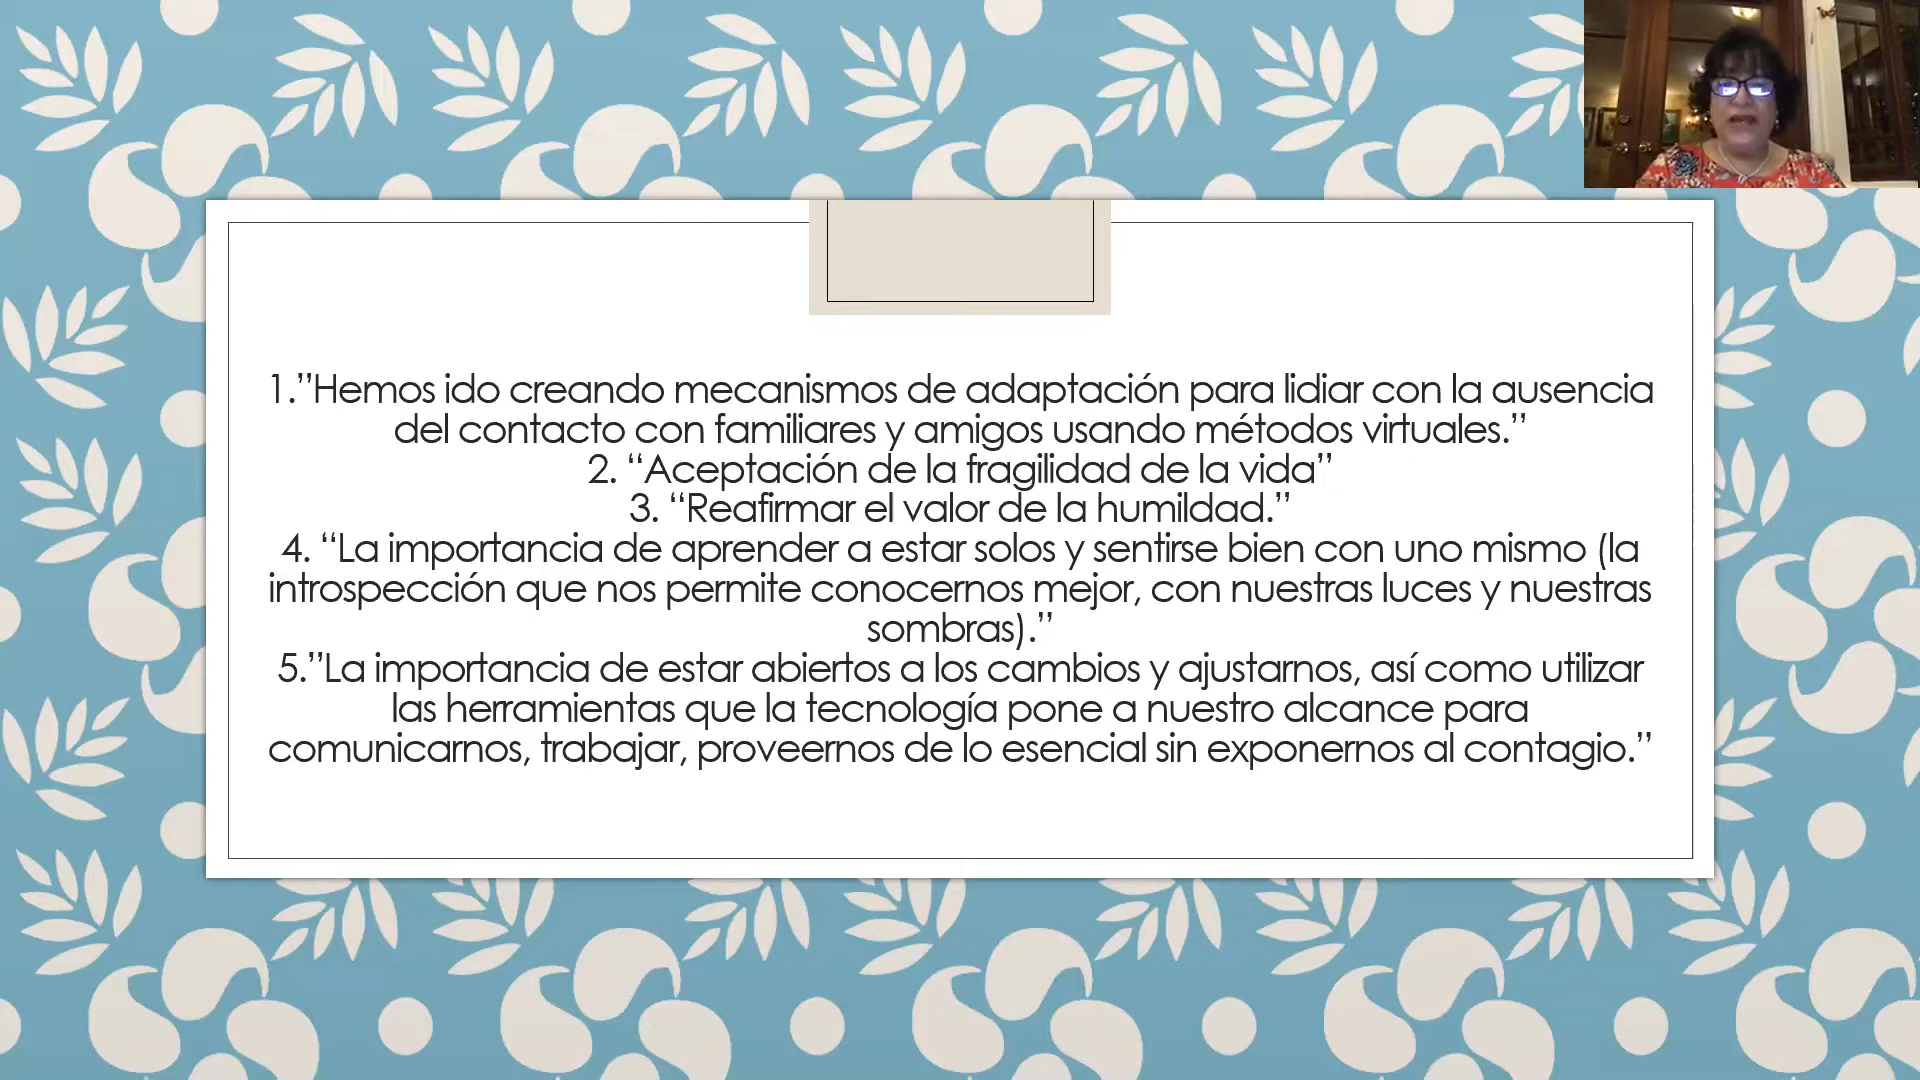 1.”Hemos ido creando mecanismos de adaptación para lidiar con la ausencia
del contacto con familiares y amigos usando métodos virtuales.”
2. “Aceptación de la fragilidad de la vida”
3. “Reafirmar el valor de la humildad.”
4. “La importancia de aprender a estar solos y sentirse bien con uno mismo (la
introspección que nos permite conocernos mejor, con nuestras luces y nuestras
sombras).”
5.”La importancia de estar abiertos a los cambios y ajustarnos, así como utilizar
las herramientas que la tecnología pone a nuestro alcance para
comunicarnos, trabajar, proveernos de lo esencial sin exponernos al contagio.”